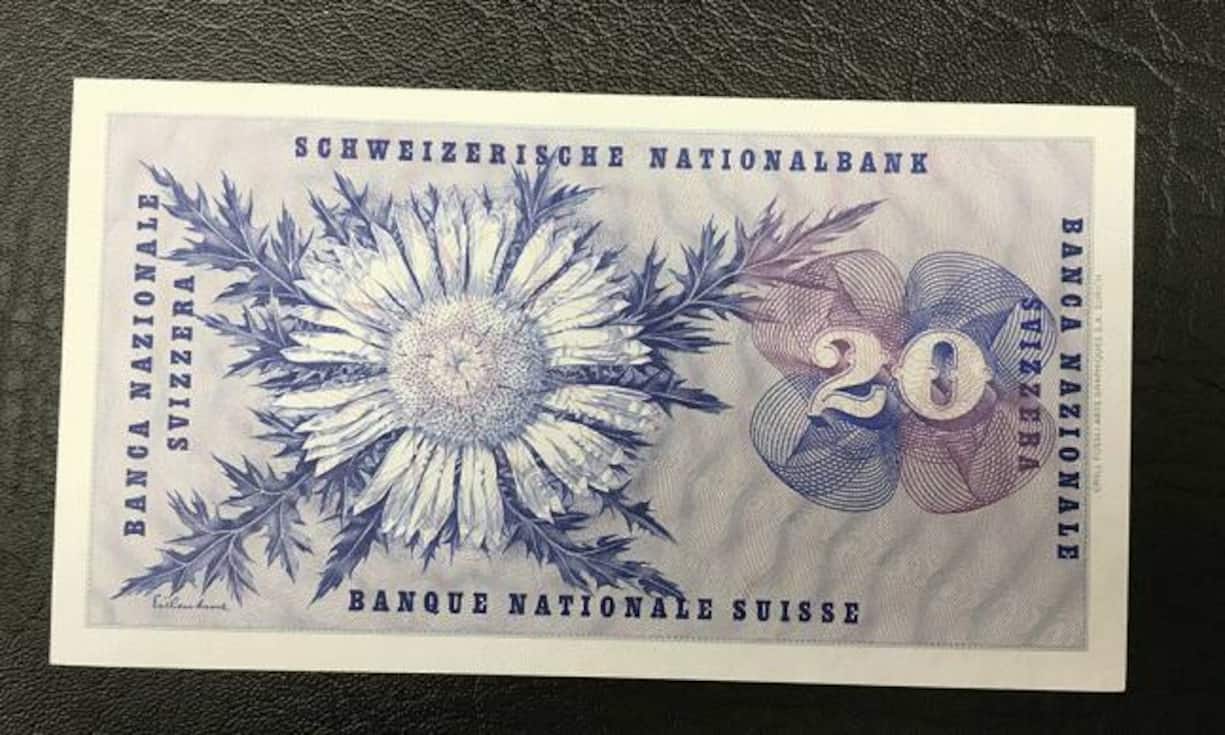 SCHWEIZERISCHE NATIONALBANK
BANCA NAZIONALE
SVIZZERA
20
BANCA NAZIONALE
SVIZZERA
BANQUE NATIONALE SUISSE